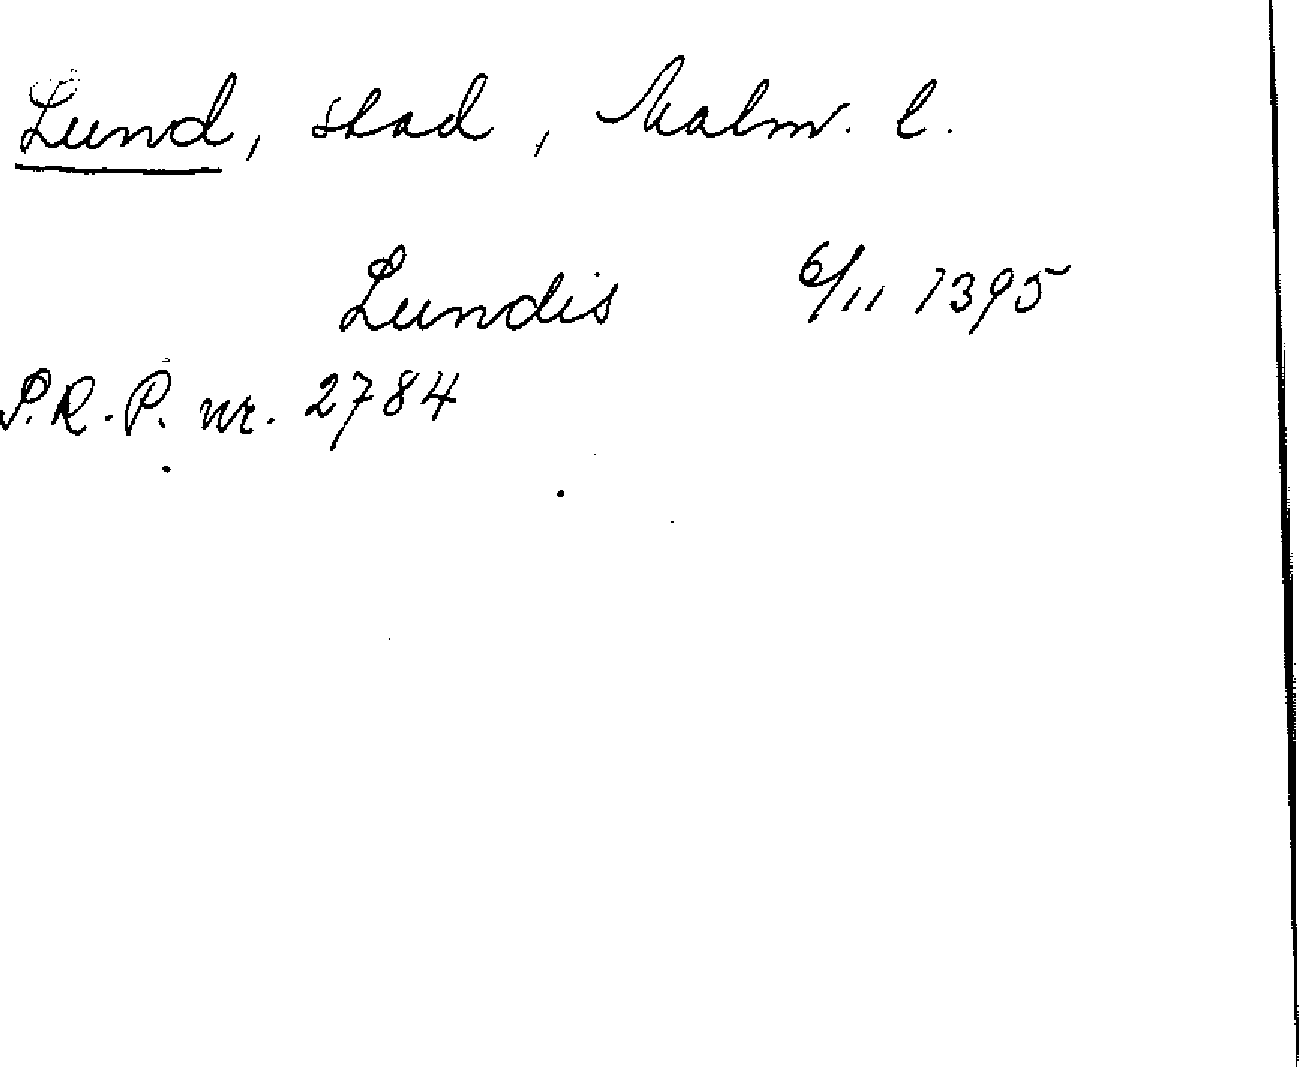 Lund, stad, Malm. l.
Lundis 6/11 1395
P.R.P. nr. 2784